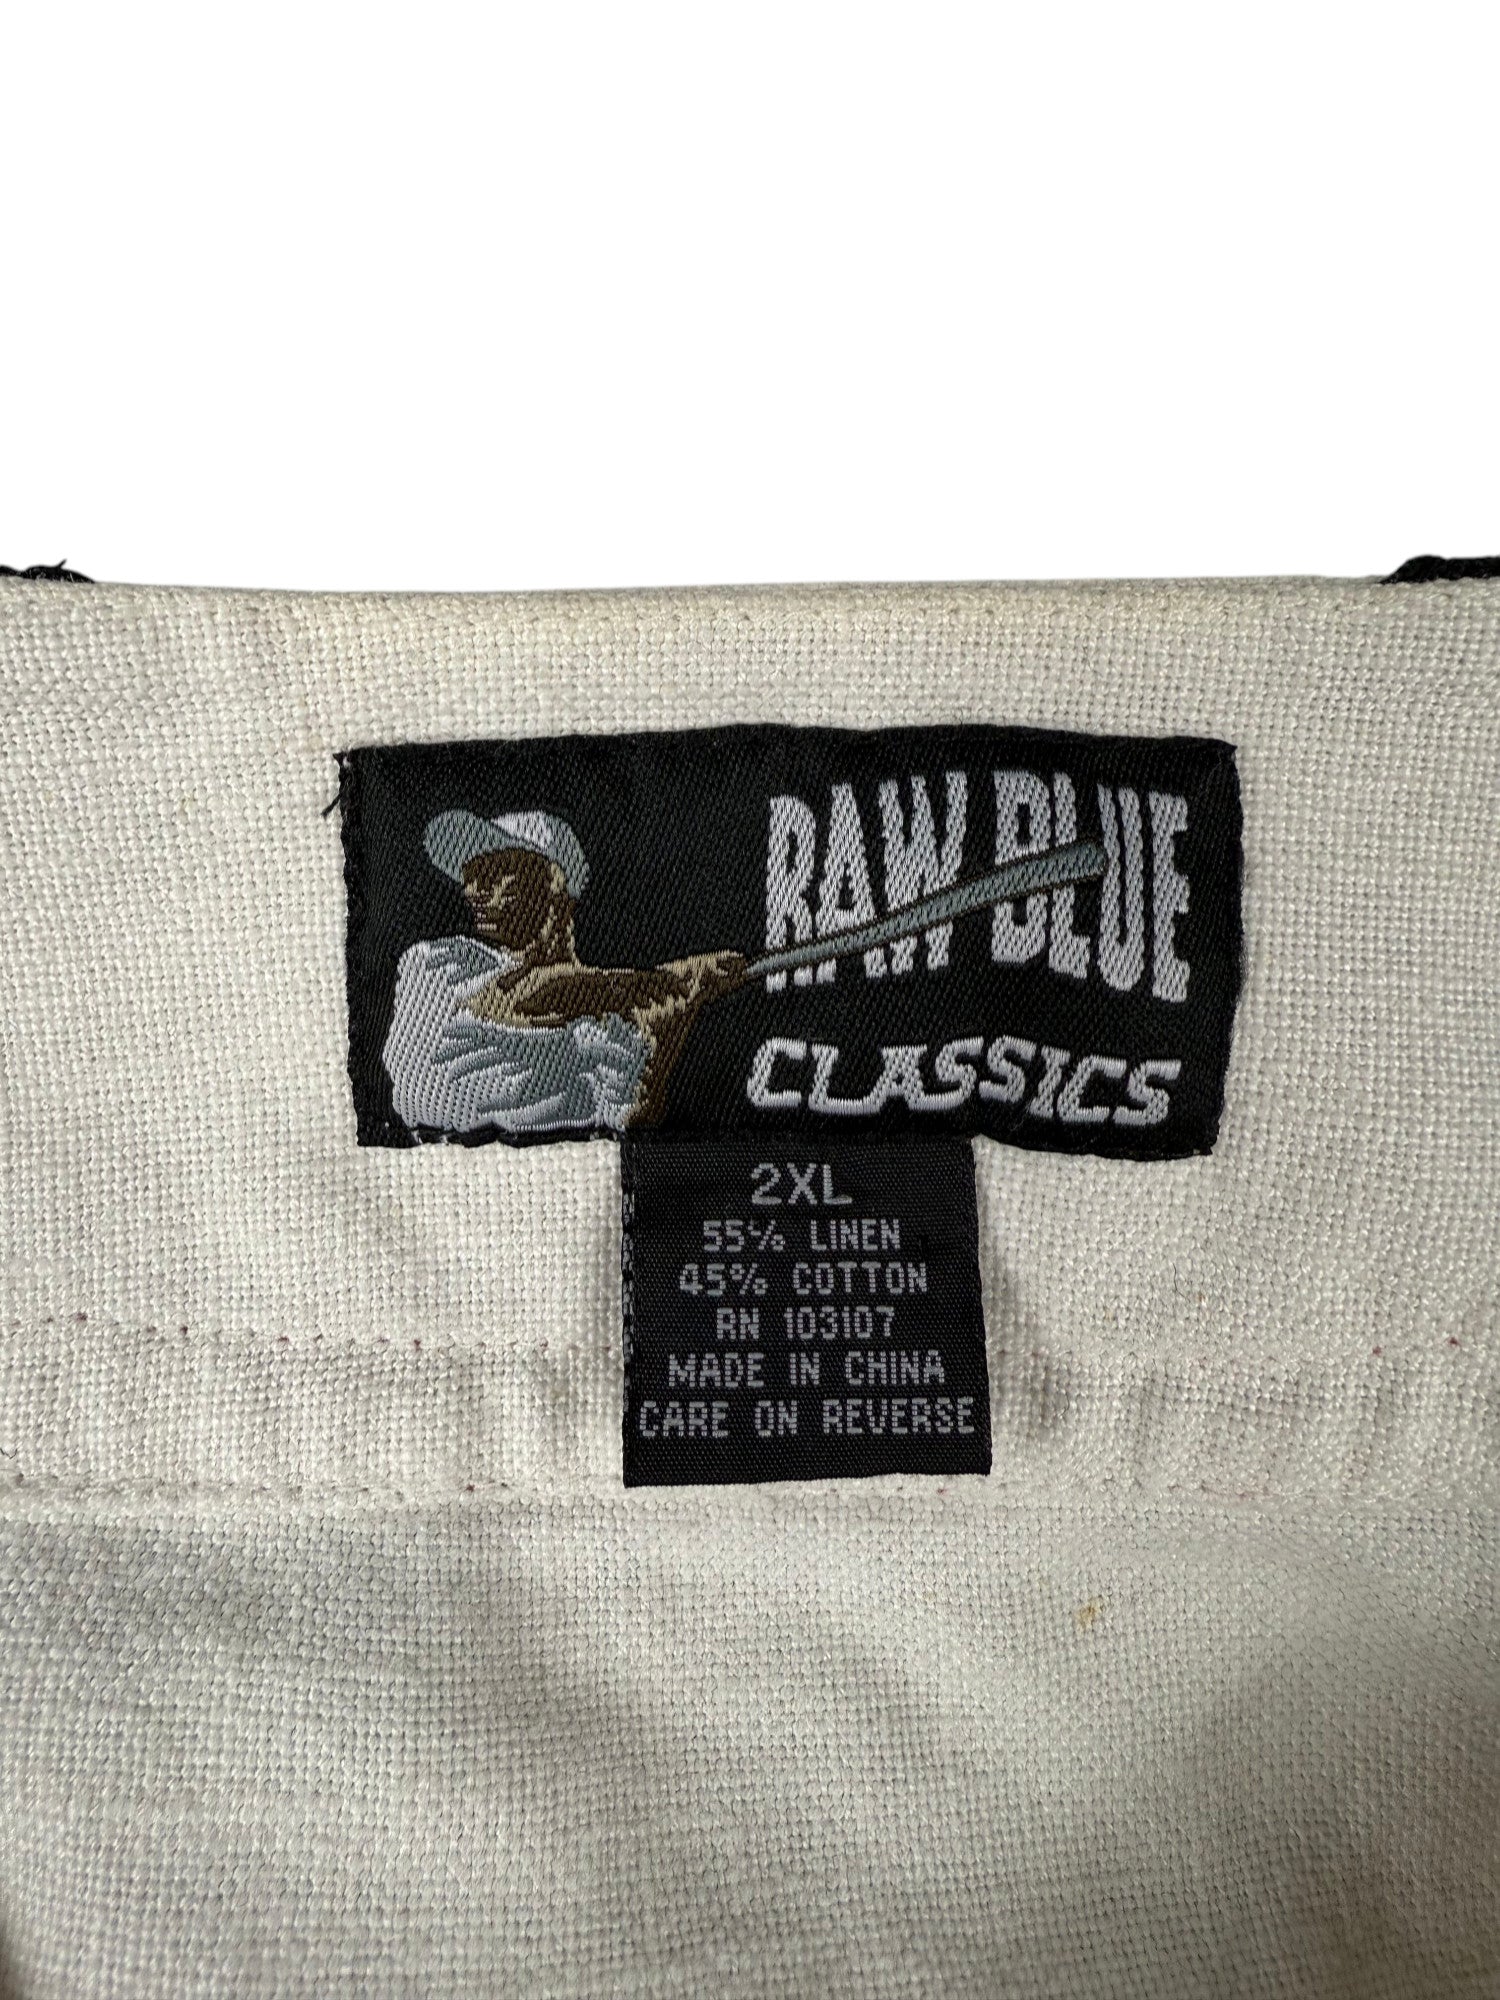 RAW BLUE
CLASSICS
2XL
55% LINEN
45% COTTON
RN 103107
MADE IN CHINA
CARE ON REVERSE